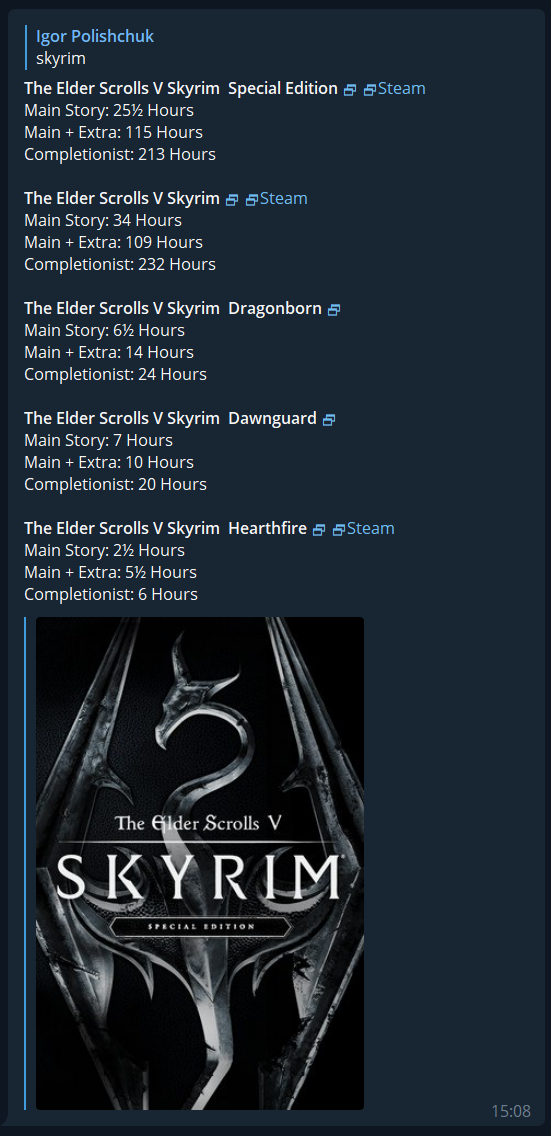 Igor Polishchuk
skyrim
The Elder Scrolls V Skyrim  Special Edition Steam
Main Story: 25½ Hours
Main + Extra: 115 Hours
Completionist: 213 Hours
The Elder Scrolls V Skyrim Steam
Main Story: 34 Hours
Main + Extra: 109 Hours
Completionist: 232 Hours
The Elder Scrolls V Skyrim  Dragonborn
Main Story: 6½ Hours
Main + Extra: 14 Hours
Completionist: 24 Hours
The Elder Scrolls V Skyrim  Dawnguard
Main Story: 7 Hours
Main + Extra: 10 Hours
Completionist: 20 Hours
The Elder Scrolls V Skyrim  Hearthfire Steam
Main Story: 2½ Hours
Main + Extra: 5½ Hours
Completionist: 6 Hours
The Elder Scrolls V
SKYRIM
SPECIAL EDITION
15:08